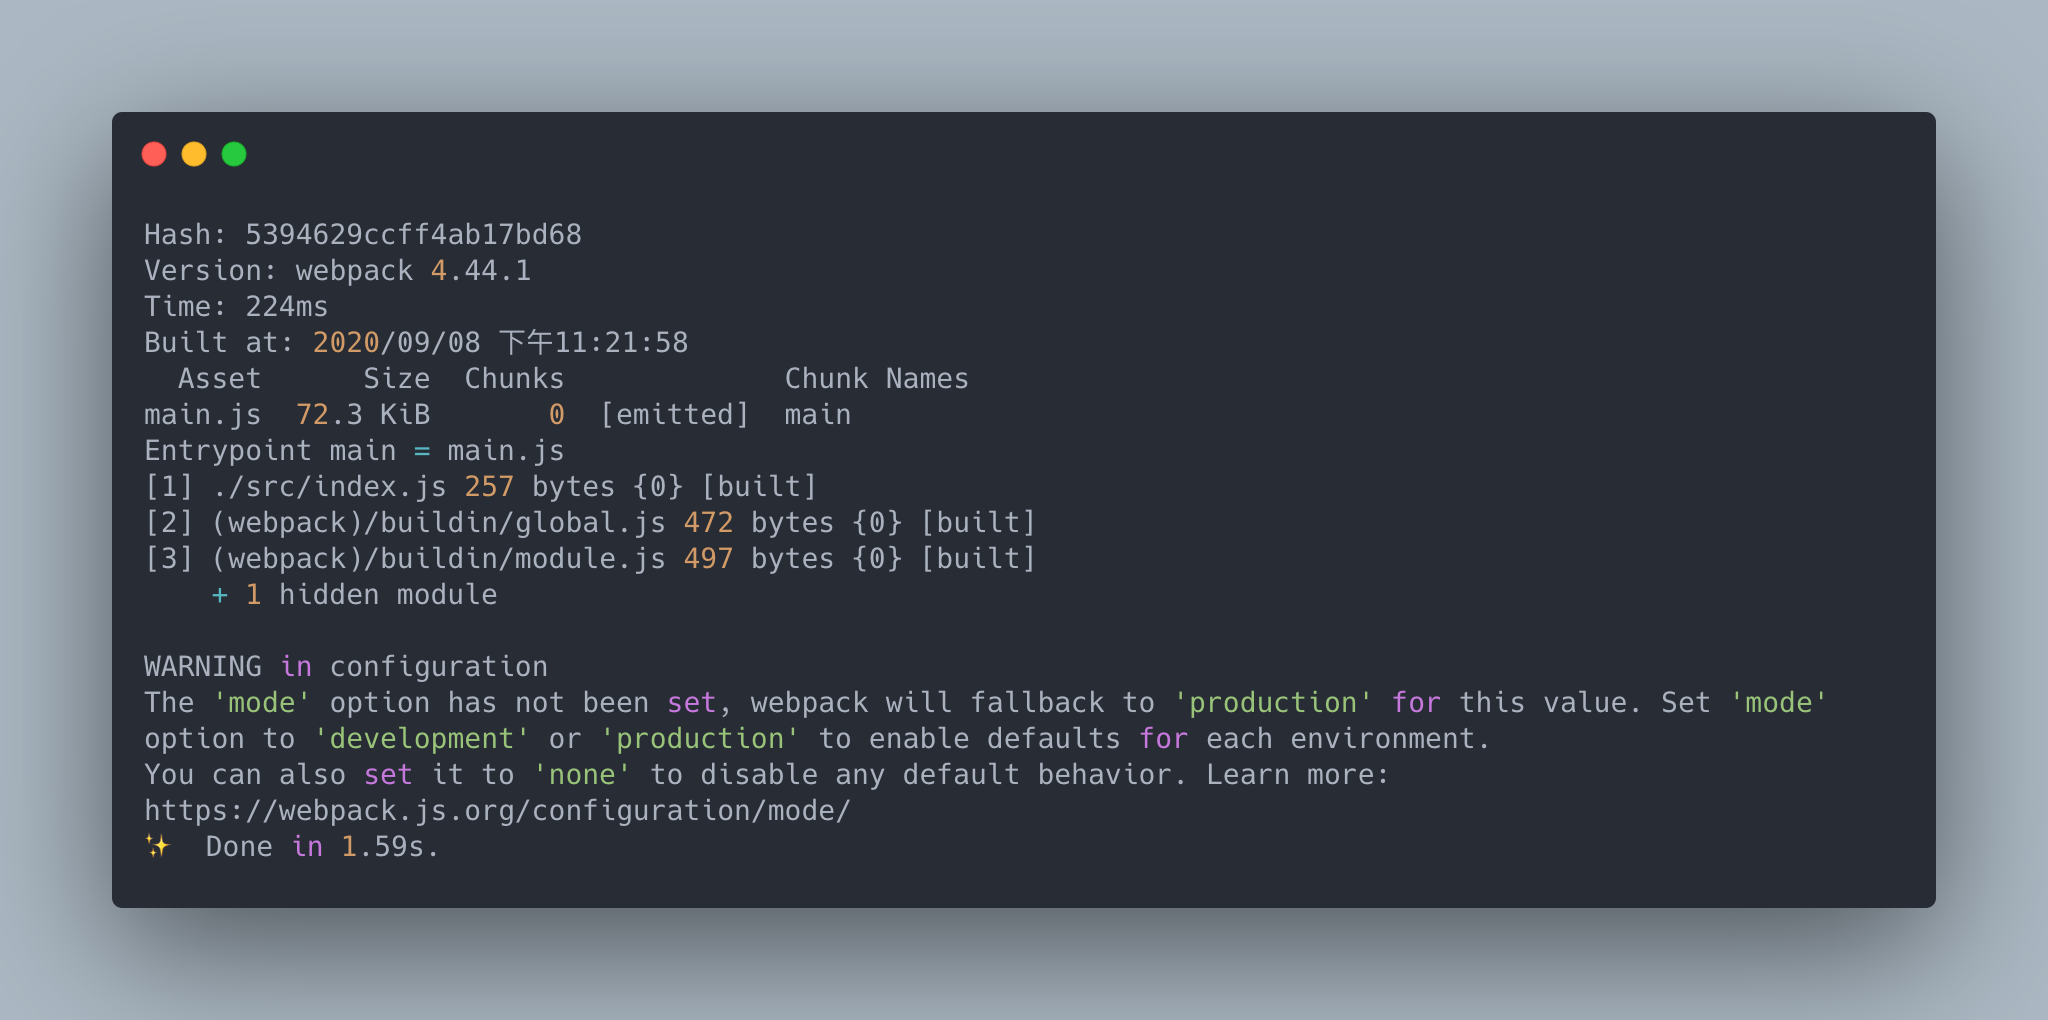 Hash: 5394629ccff4ab17bd68
Version: webpack 4.44.1
Time: 224ms
Built at: 2020/09/08 下午11:21:58
  Asset      Size  Chunks             Chunk Names
main.js  72.3 KiB       0  [emitted]  main
Entrypoint main = main.js
[1] ./src/index.js 257 bytes {0} [built]
[2] (webpack)/buildin/global.js 472 bytes {0} [built]
[3] (webpack)/buildin/module.js 497 bytes {0} [built]
    + 1 hidden module

WARNING in configuration
The 'mode' option has not been set, webpack will fallback to 'production' for this value. Set 'mode'
option to 'development' or 'production' to enable defaults for each environment.
You can also set it to 'none' to disable any default behavior. Learn more:
https://webpack.js.org/configuration/mode/
✨  Done in 1.59s.